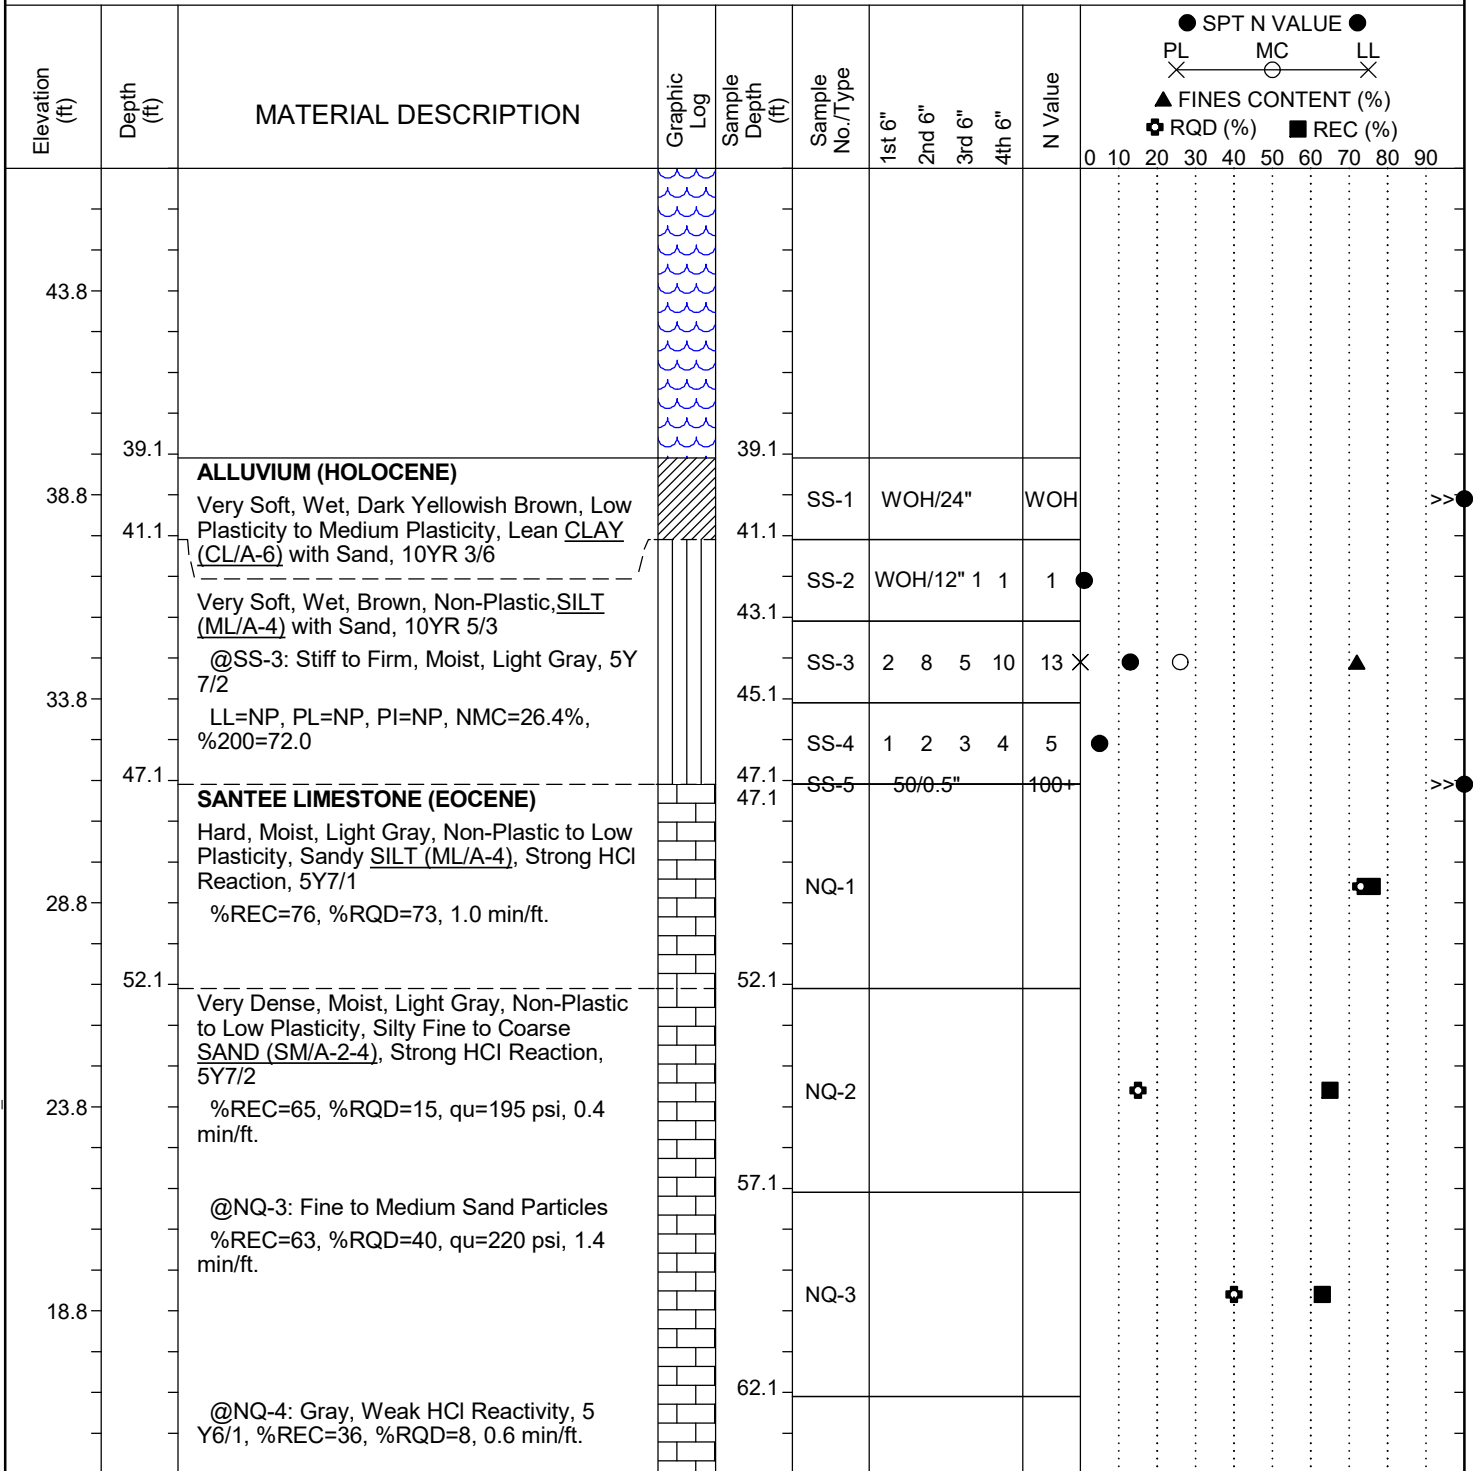 ● SPT N VALUE ●
PL MC LL
▲ FINES CONTENT (%)
RQD (%) ■ REC (%)
Elevation (ft)
Depth (ft)
MATERIAL DESCRIPTION
Graphic Log
Sample Depth (ft)
Sample No./Type
1st 6"
2nd 6"
3rd 6"
4th 6"
N Value
0 10 20 30 40 50 60 70 80 90
43.8
39.1 39.1
ALLUVIUM (HOLOCENE)
38.8 SS-1 WOH/24" WOH >>
Very Soft, Wet, Dark Yellowish Brown, Low
Plasticity to Medium Plasticity, Lean CLAY
41.1 41.1
(CL/A-6) with Sand, 10YR 3/6
SS-2 WOH/12" 1 1 1
Very Soft, Wet, Brown, Non-Plastic,SILT
43.1
(ML/A-4) with Sand, 10YR 5/3
@SS-3: Stiff to Firm, Moist, Light Gray, 5Y
SS-3 2 8 5 10 13
7/2
33.8 45.1
LL=NP, PL=NP, PI=NP, NMC=26.4%,
%200=72.0
SS-4 1 2 3 4 5
47.1 47.1
SS-5 50/0.5" 100+ >>
47.1
SANTEE LIMESTONE (EOCENE)
Hard, Moist, Light Gray, Non-Plastic to Low
Plasticity, Sandy SILT (ML/A-4), Strong HCl
Reaction, 5Y7/1
NQ-1
28.8
%REC=76, %RQD=73, 1.0 min/ft.
52.1 52.1
Very Dense, Moist, Light Gray, Non-Plastic
to Low Plasticity, Silty Fine to Coarse
SAND (SM/A-2-4), Strong HCl Reaction,
5Y7/2
NQ-2
23.8
%REC=65, %RQD=15, qu=195 psi, 0.4
min/ft.
57.1
@NQ-3: Fine to Medium Sand Particles
%REC=63, %RQD=40, qu=220 psi, 1.4
min/ft.
NQ-3
18.8
62.1
@NQ-4: Gray, Weak HCl Reactivity, 5
Y6/1, %REC=36, %RQD=8, 0.6 min/ft.